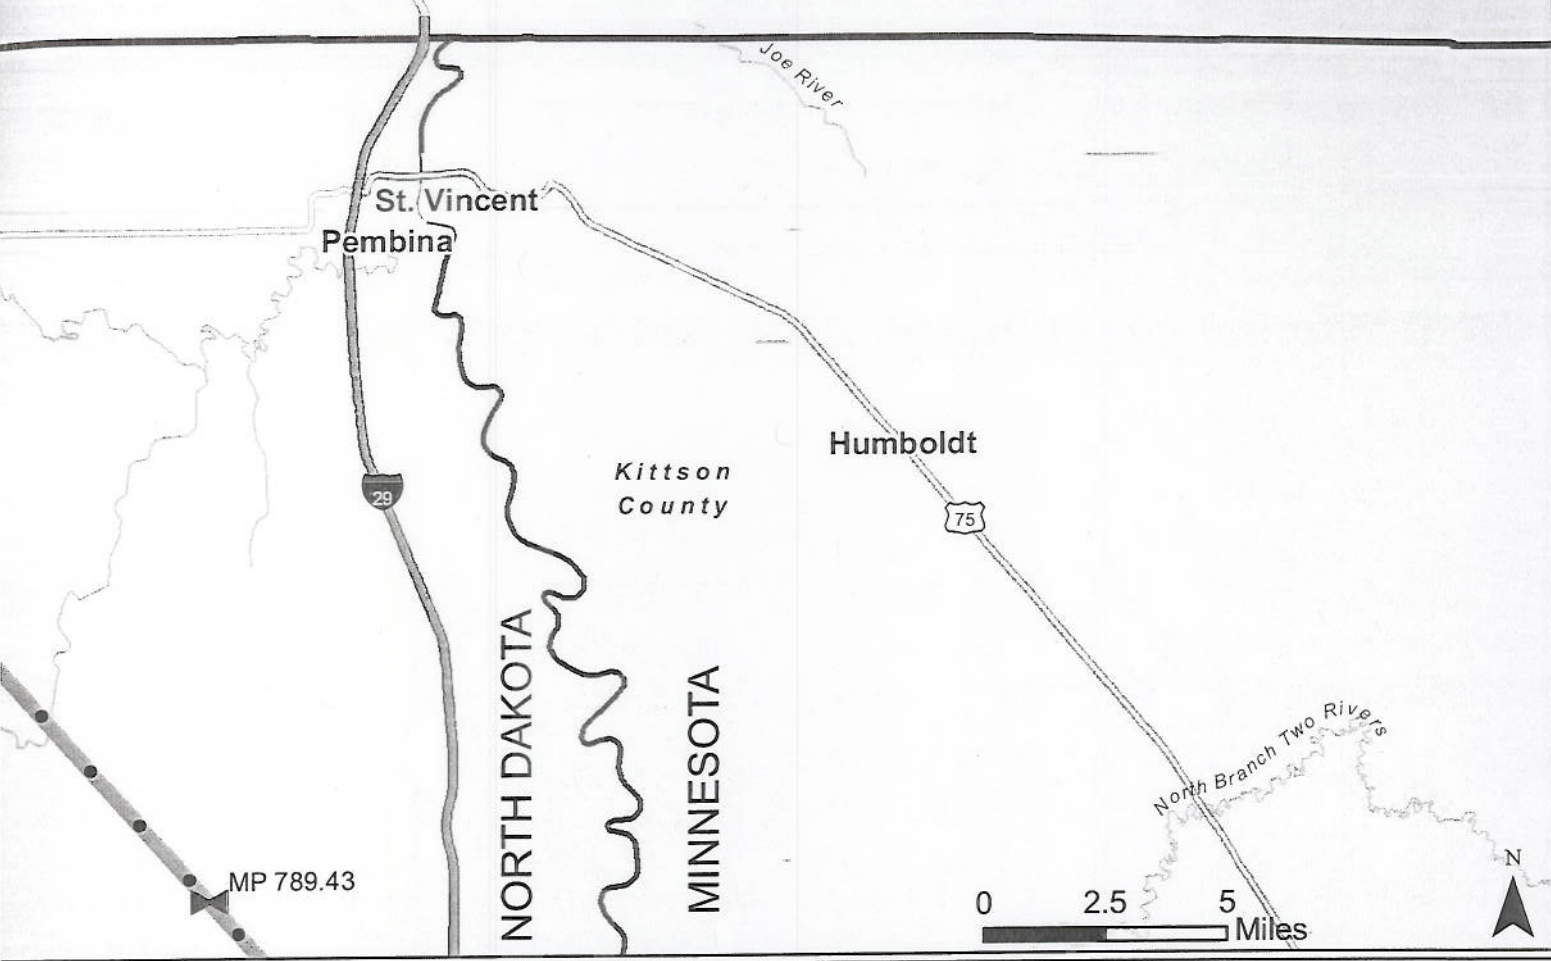 Joe River
St. Vincent
Pembina
Humboldt
Kittson
County
29
75
NORTH DAKOTA
MINNESOTA
North Branch Two Rivers
MP 789.43
N
0 2.5 5
Miles